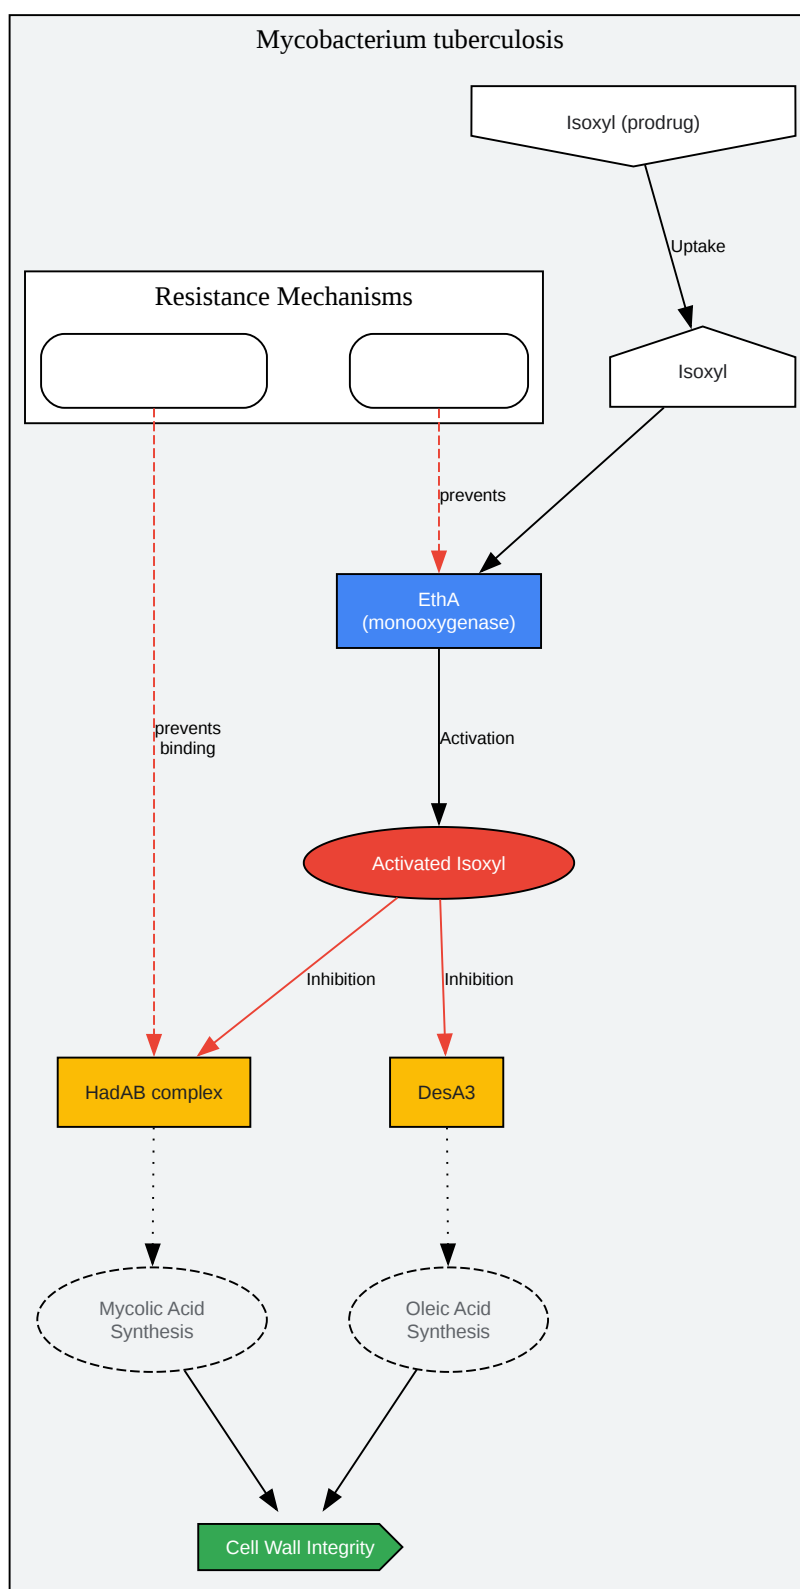 Mycobacterium tuberculosis
Isoxyl (prodrug)
Uptake
Resistance Mechanisms
Isoxyl
prevents
EthA
(monooxygenase)
prevents
binding
Activation
Activated Isoxyl
Inhibition
Inhibition
HadAB complex
DesA3
Mycolic Acid
Synthesis
Oleic Acid
Synthesis
Cell Wall Integrity